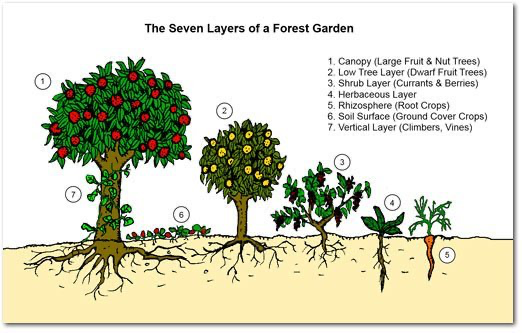 The Seven Layers of a Forest Garden
1. Canopy (Large Fruit & Nut Trees)
2. Low Tree Layer (Dwarf Fruit Trees)
3. Shrub Layer (Currants & Berries)
4. Herbaceous Layer
5. Rhizosphere (Root Crops)
6. Soil Surface (Ground Cover Crops)
7. Vertical Layer (Climbers, Vines)
1
2
3
7
4
6
5